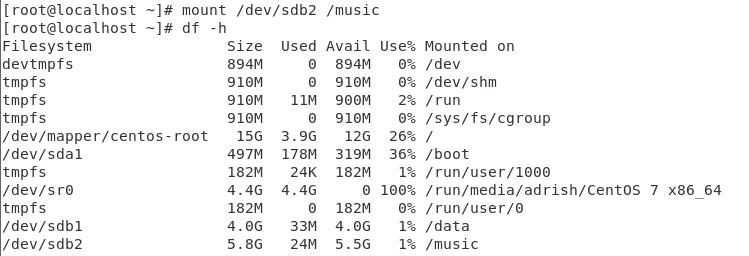 [root@localhost ~]# mount /dev/sdb2 /music
[root@localhost ~]# df -h
Filesystem Size Used Avail Use% Mounted on
devtmpfs 894M 0 894M 0% /dev
tmpfs 910M 0 910M 0% /dev/shm
tmpfs 910M 11M 900M 2% /run
tmpfs 910M 0 910M 0% /sys/fs/cgroup
/dev/mapper/centos-root 15G 3.9G 12G 26% /
/dev/sda1 497M 178M 319M 36% /boot
tmpfs 182M 24K 182M 1% /run/user/1000
/dev/sr0 4.4G 4.4G 0 100% /run/media/adrish/CentOS 7 x86_64
tmpfs 182M 0 182M 0% /run/user/0
/dev/sdb1 4.0G 33M 4.0G 1% /data
/dev/sdb2 5.8G 24M 5.5G 1% /music